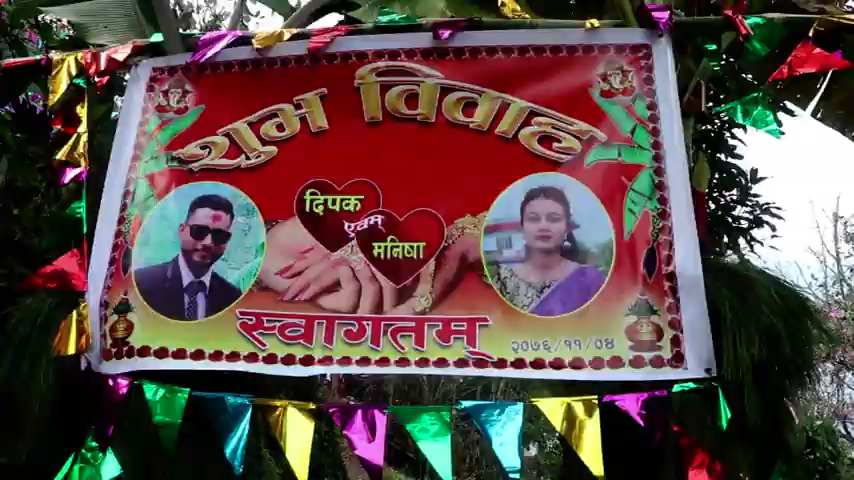 शुभ विवाह
दिपक
एवम
मनिषा
स्वागतम्
२०७६/११/०४